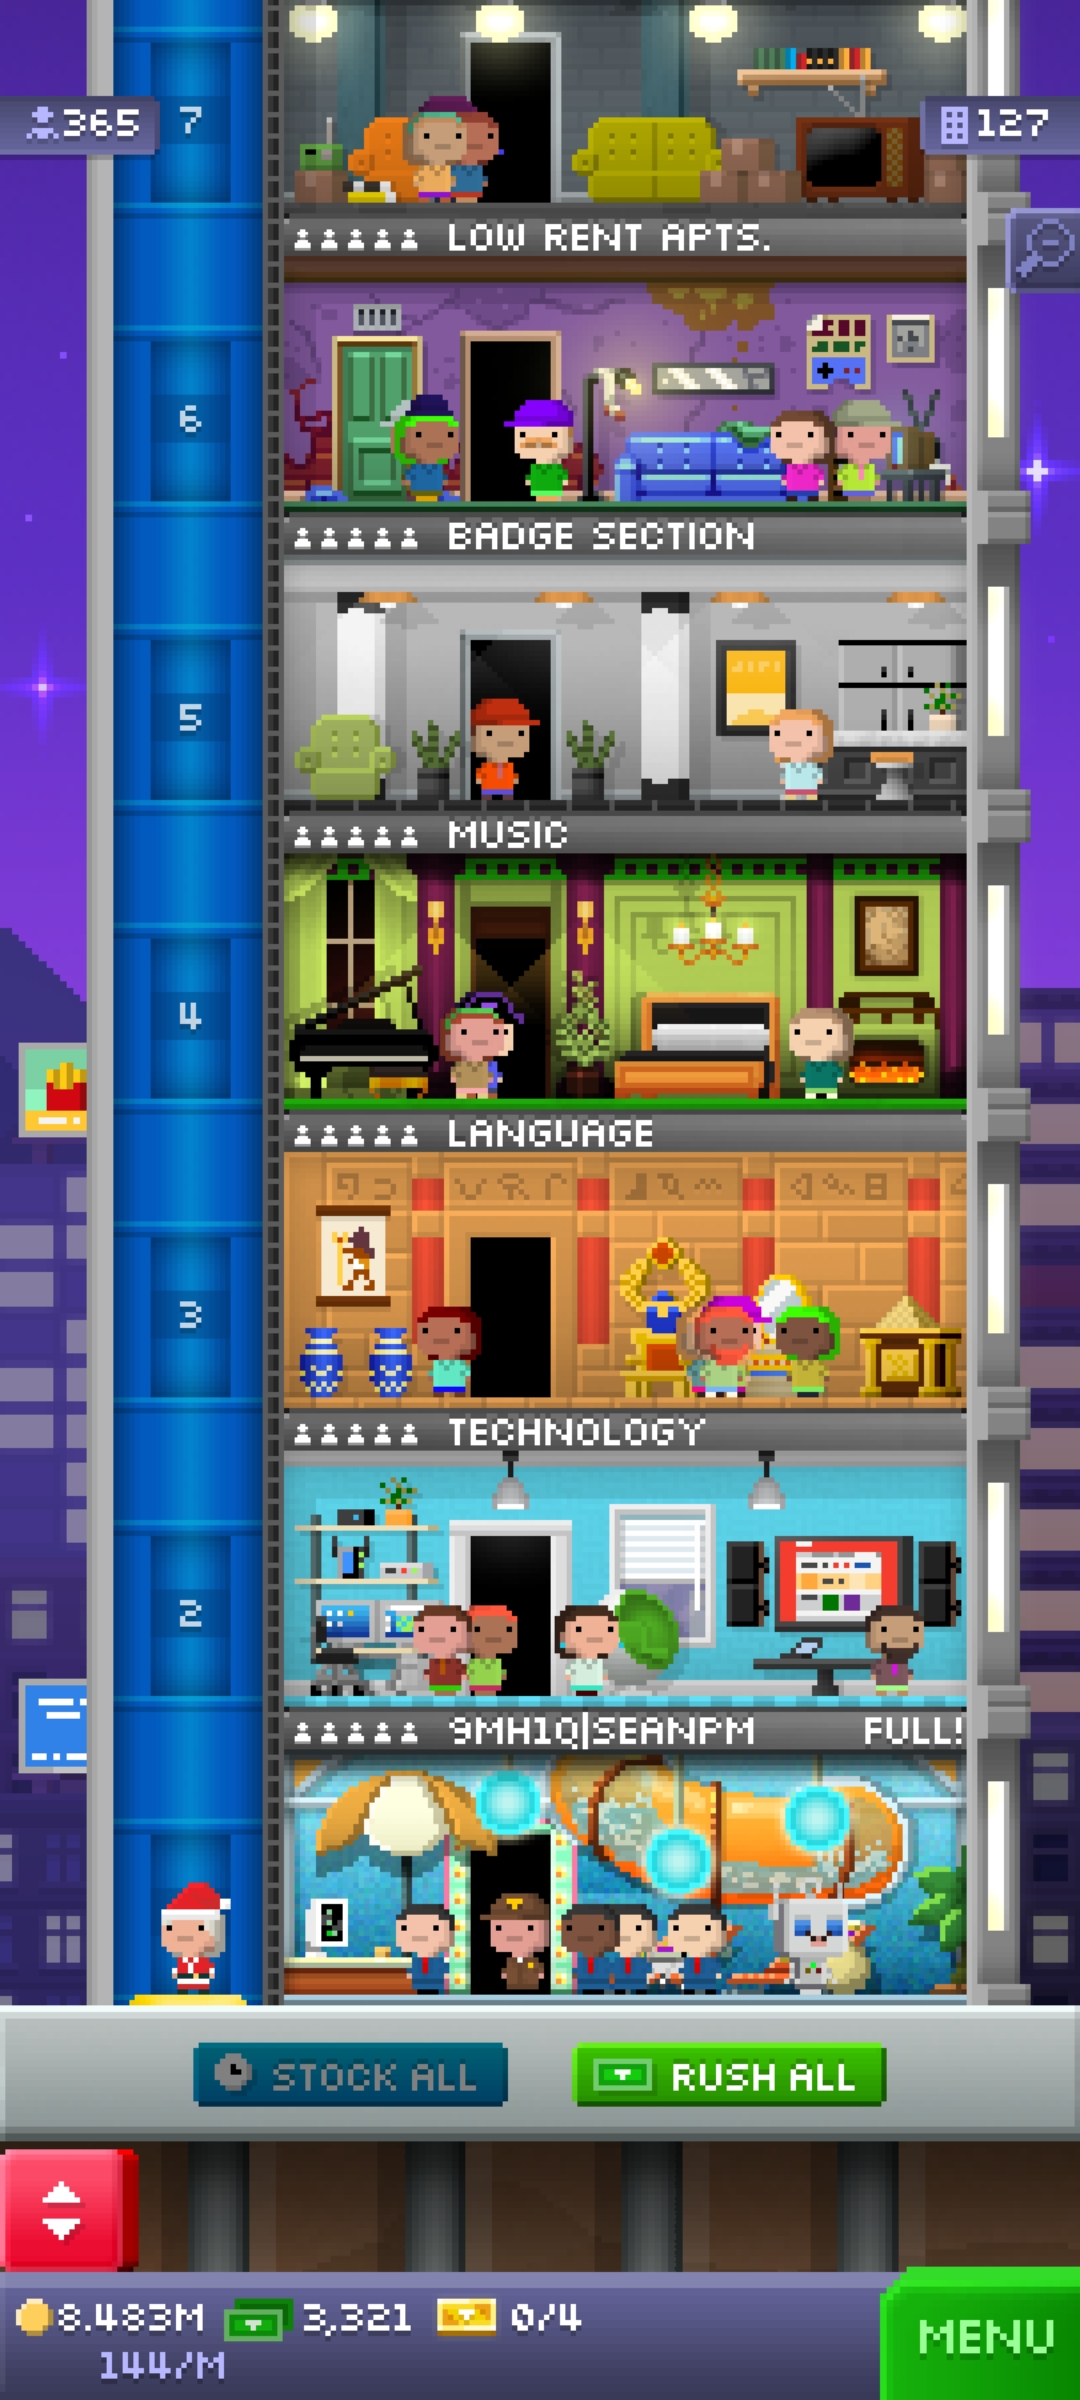 365
7
127
LOW RENT APTS.
6
BADGE SECTION
5
MUSIC
4
LANGUAGE
3
TECHNOLOGY
2
9MH1Q|SEANPM FULL!
STOCK ALL
RUSH ALL
8.483M 3,321 0/4
144/M
MENU